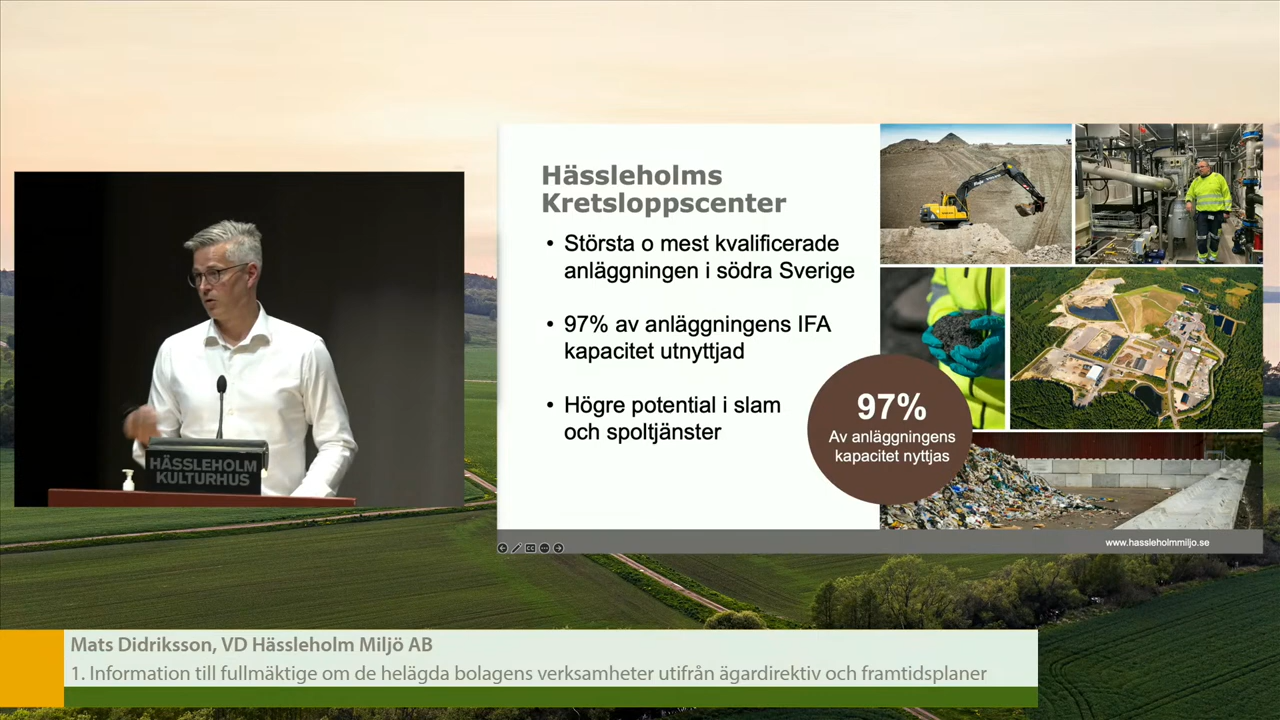 Hässleholms
Kretsloppscenter
• Största o mest kvalificerade
anläggningen i södra Sverige
• 97% av anläggningens IFA
kapacitet utnyttjad
• Högre potential i slam
och spoltjänster
97%
Av anläggningens
kapacitet nyttjas
www.hassleholmmiljo.se
HÄSSLEHOLM
KULTURHUS
Mats Didriksson, VD Hässleholm Miljö AB
1. Information till fullmäktige om de helägda bolagens verksamheter utifrån ägardirektiv och framtidsplaner